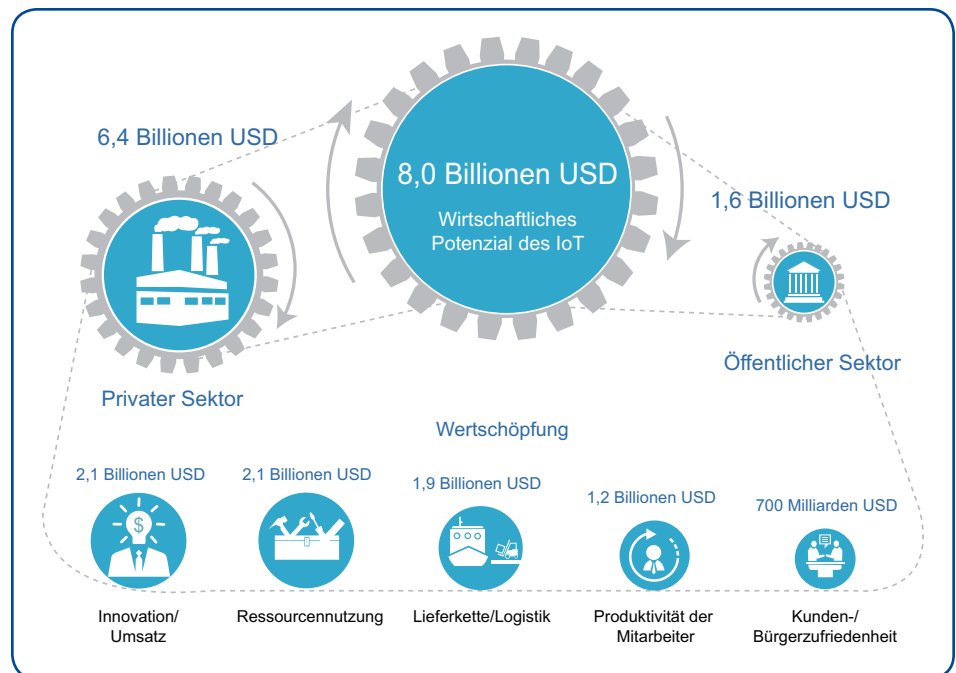 6,4 Billionen USD
8,0 Billionen USD
Wirtschaftliches
Potenzial des IoT
1,6 Billionen USD
Privater Sektor
Öffentlicher Sektor
Wertschöpfung
2,1 Billionen USD
2,1 Billionen USD
1,9 Billionen USD
1,2 Billionen USD
700 Milliarden USD
$
Innovation/
Umsatz
Ressourcennutzung
Lieferkette/Logistik
Produktivität der
Mitarbeiter
Kunden-/
Bürgerzufriedenheit